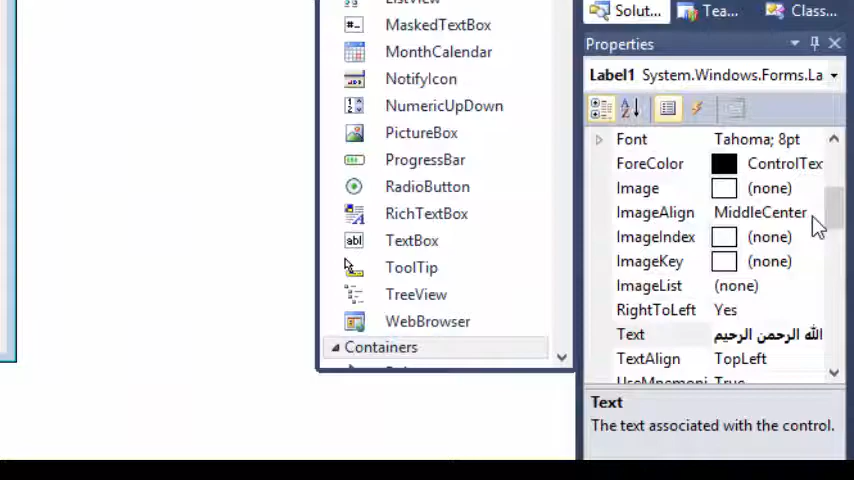 ListView
MaskedTextBox
MonthCalendar
NotifyIcon
NumericUpDown
PictureBox
ProgressBar
RadioButton
RichTextBox
TextBox
ToolTip
TreeView
WebBrowser
Containers
Solut... Tea... Class...
Properties
Label1 System.Windows.Forms.La
Font Tahoma; 8pt
ForeColor ControlTex
Image (none)
ImageAlign MiddleCenter
ImageIndex (none)
ImageKey (none)
ImageList (none)
RightToLeft Yes
Text الله الرحمن الرحيم
TextAlign TopLeft
UseMnemoni True
Text
The text associated with the control.